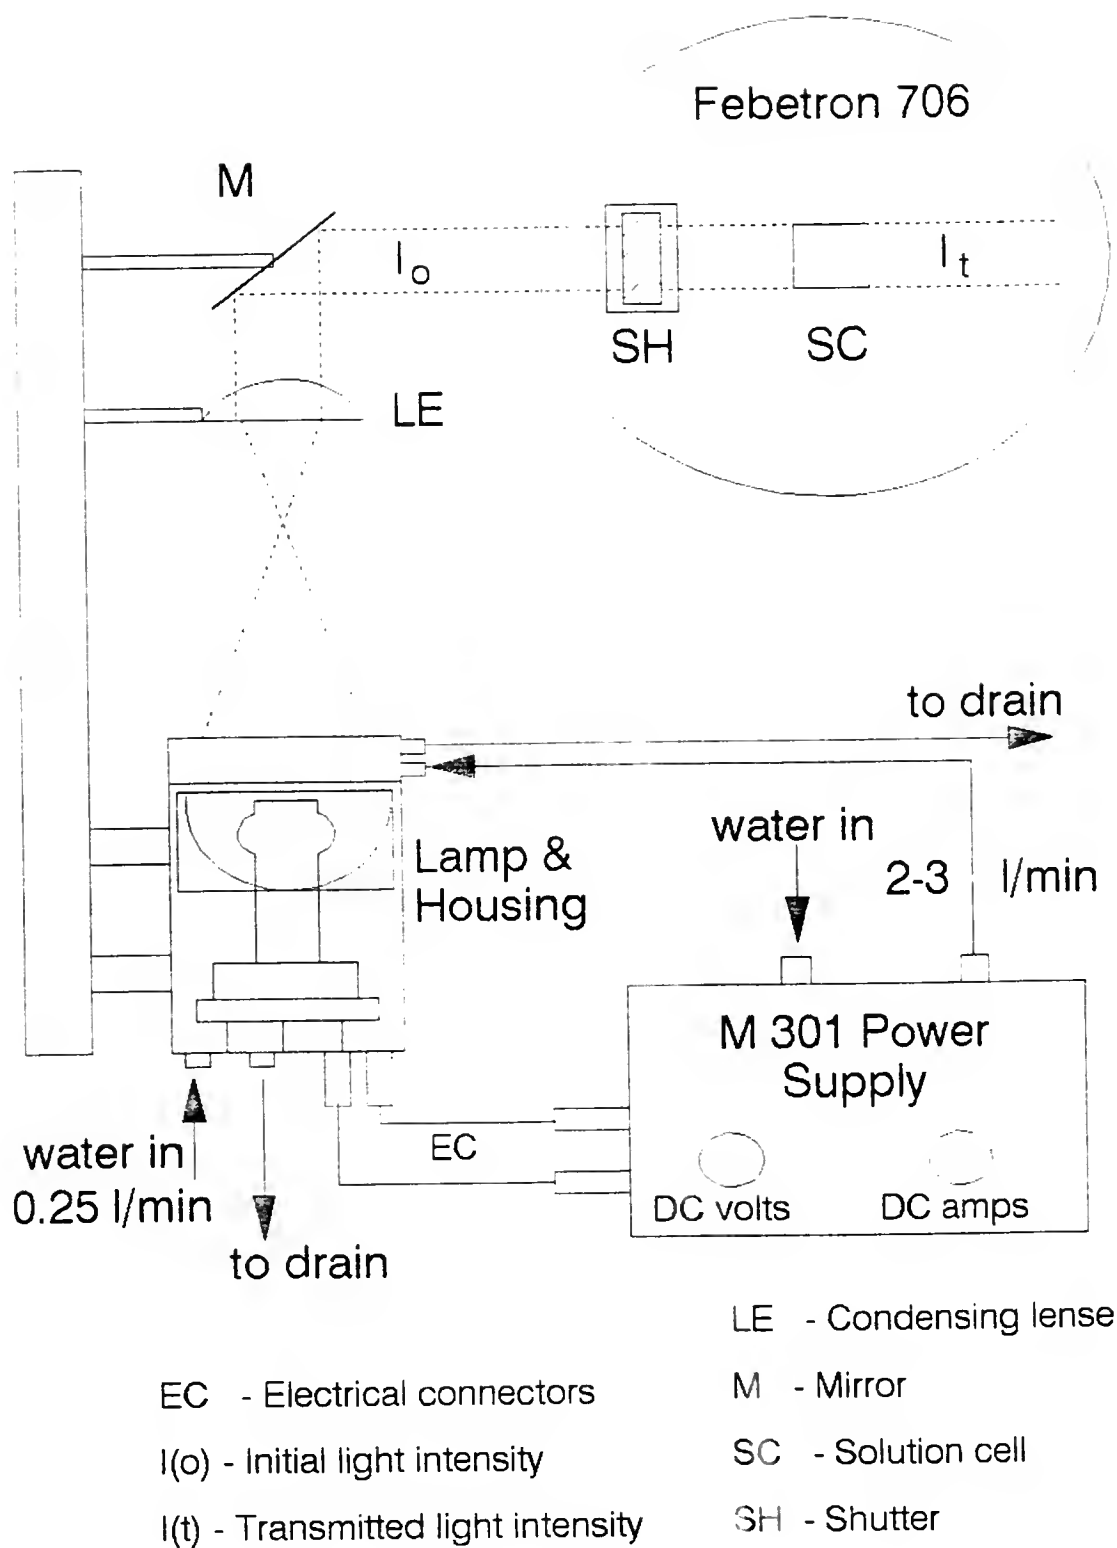 Febetron 706
M
I o
I t
SH
SC
LE
to drain
water in
2-3 l/min
Lamp &
Housing
M 301 Power
Supply
EC
DC volts
DC amps
water in
0.25 l/min
to drain
LE - Condensing lense
EC - Electrical connectors
M - Mirror
I(o) - Initial light intensity
SC - Solution cell
I(t) - Transmitted light intensity
SH - Shutter